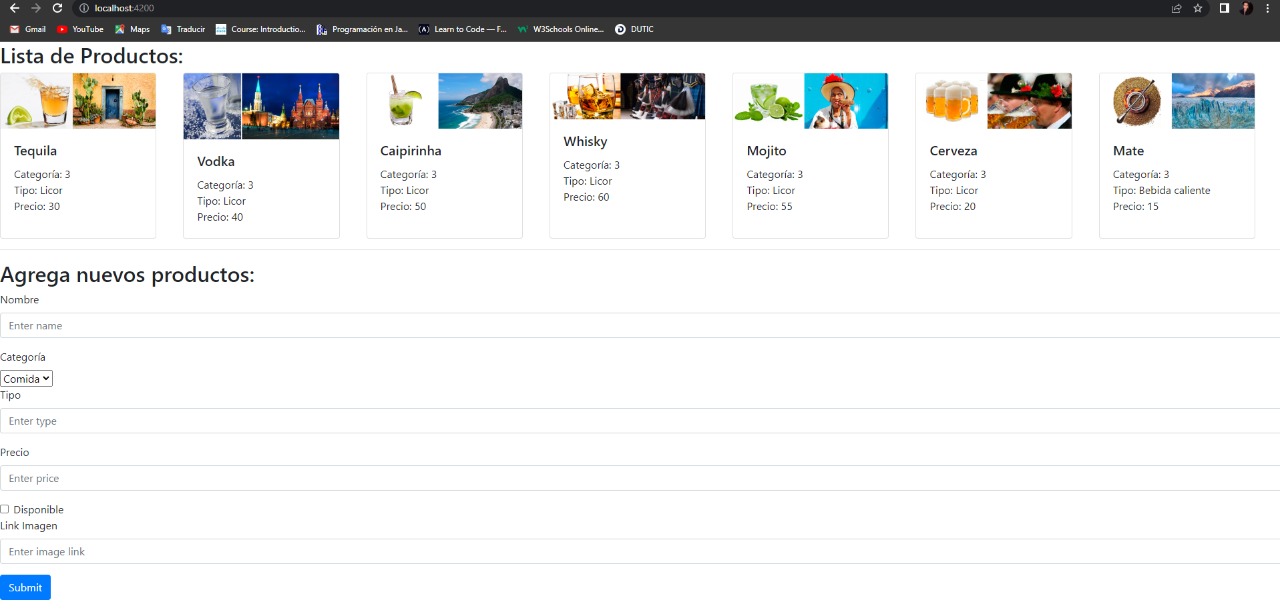 localhost:4200
Gmail YouTube Maps Traducir Course: Introductio... Programación en Ja... Learn to Code — F... W3Schools Online... DUTIC
Lista de Productos:
Tequila
Categoría: 3
Tipo: Licor
Precio: 30
Vodka
Categoría: 3
Tipo: Licor
Precio: 40
Caipirinha
Categoría: 3
Tipo: Licor
Precio: 50
Whisky
Categoría: 3
Tipo: Licor
Precio: 60
Mojito
Categoría: 3
Tipo: Licor
Precio: 55
Cerveza
Categoría: 3
Tipo: Licor
Precio: 20
Mate
Categoría: 3
Tipo: Bebida caliente
Precio: 15
Agrega nuevos productos:
Nombre
Enter name
Categoría
Comida
Tipo
Enter type
Precio
Enter price
Disponible
Link Imagen
Enter image link
Submit